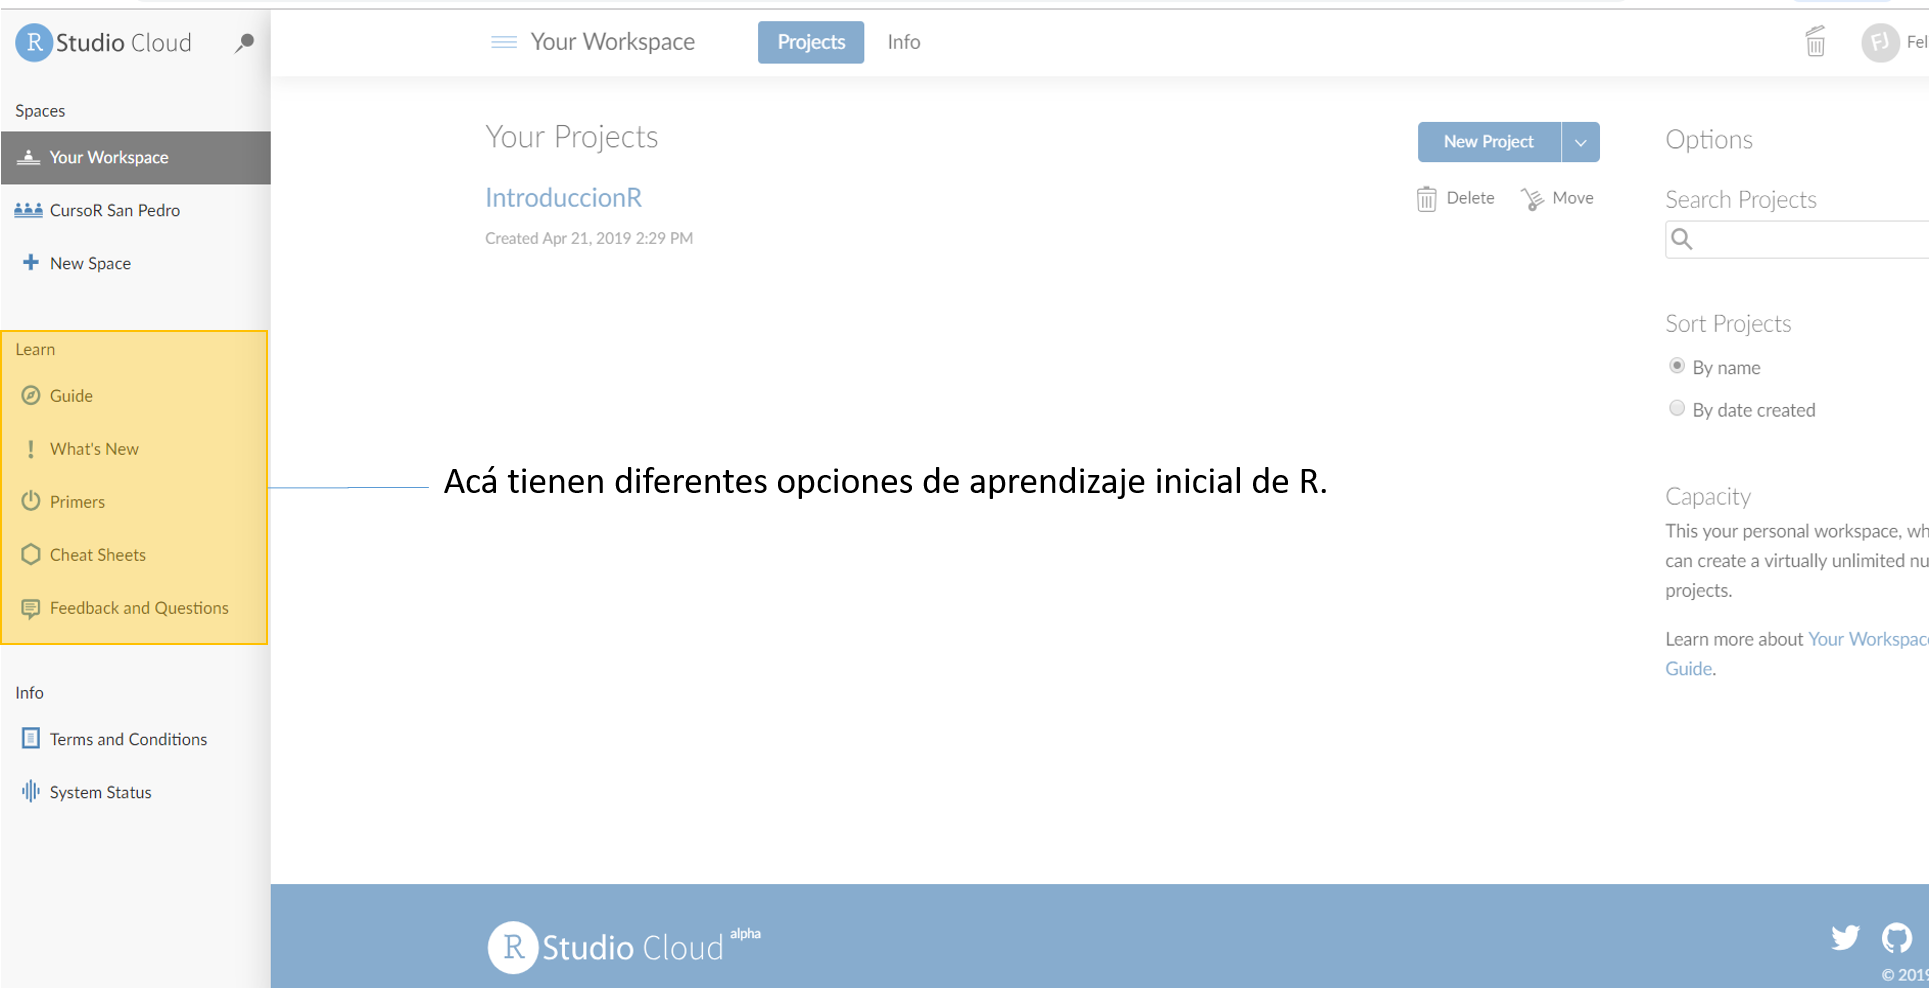 R Studio Cloud
Spaces
Your Workspace
CursoR San Pedro
New Space
Learn
Guide
What's New
Primers
Cheat Sheets
Feedback and Questions
Info
Terms and Conditions
System Status
Your Workspace
Projects
Info
FJ
Fel
Your Projects
New Project
IntroduccionR
Delete
Move
Created Apr 21, 2019 2:29 PM
Acá tienen diferentes opciones de aprendizaje inicial de R.
Options
Search Projects
Sort Projects
By name
By date created
Capacity
This your personal workspace, wh
can create a virtually unlimited nu
projects.
Learn more about Your Workspac
Guide.
R Studio Cloud alpha
© 2019